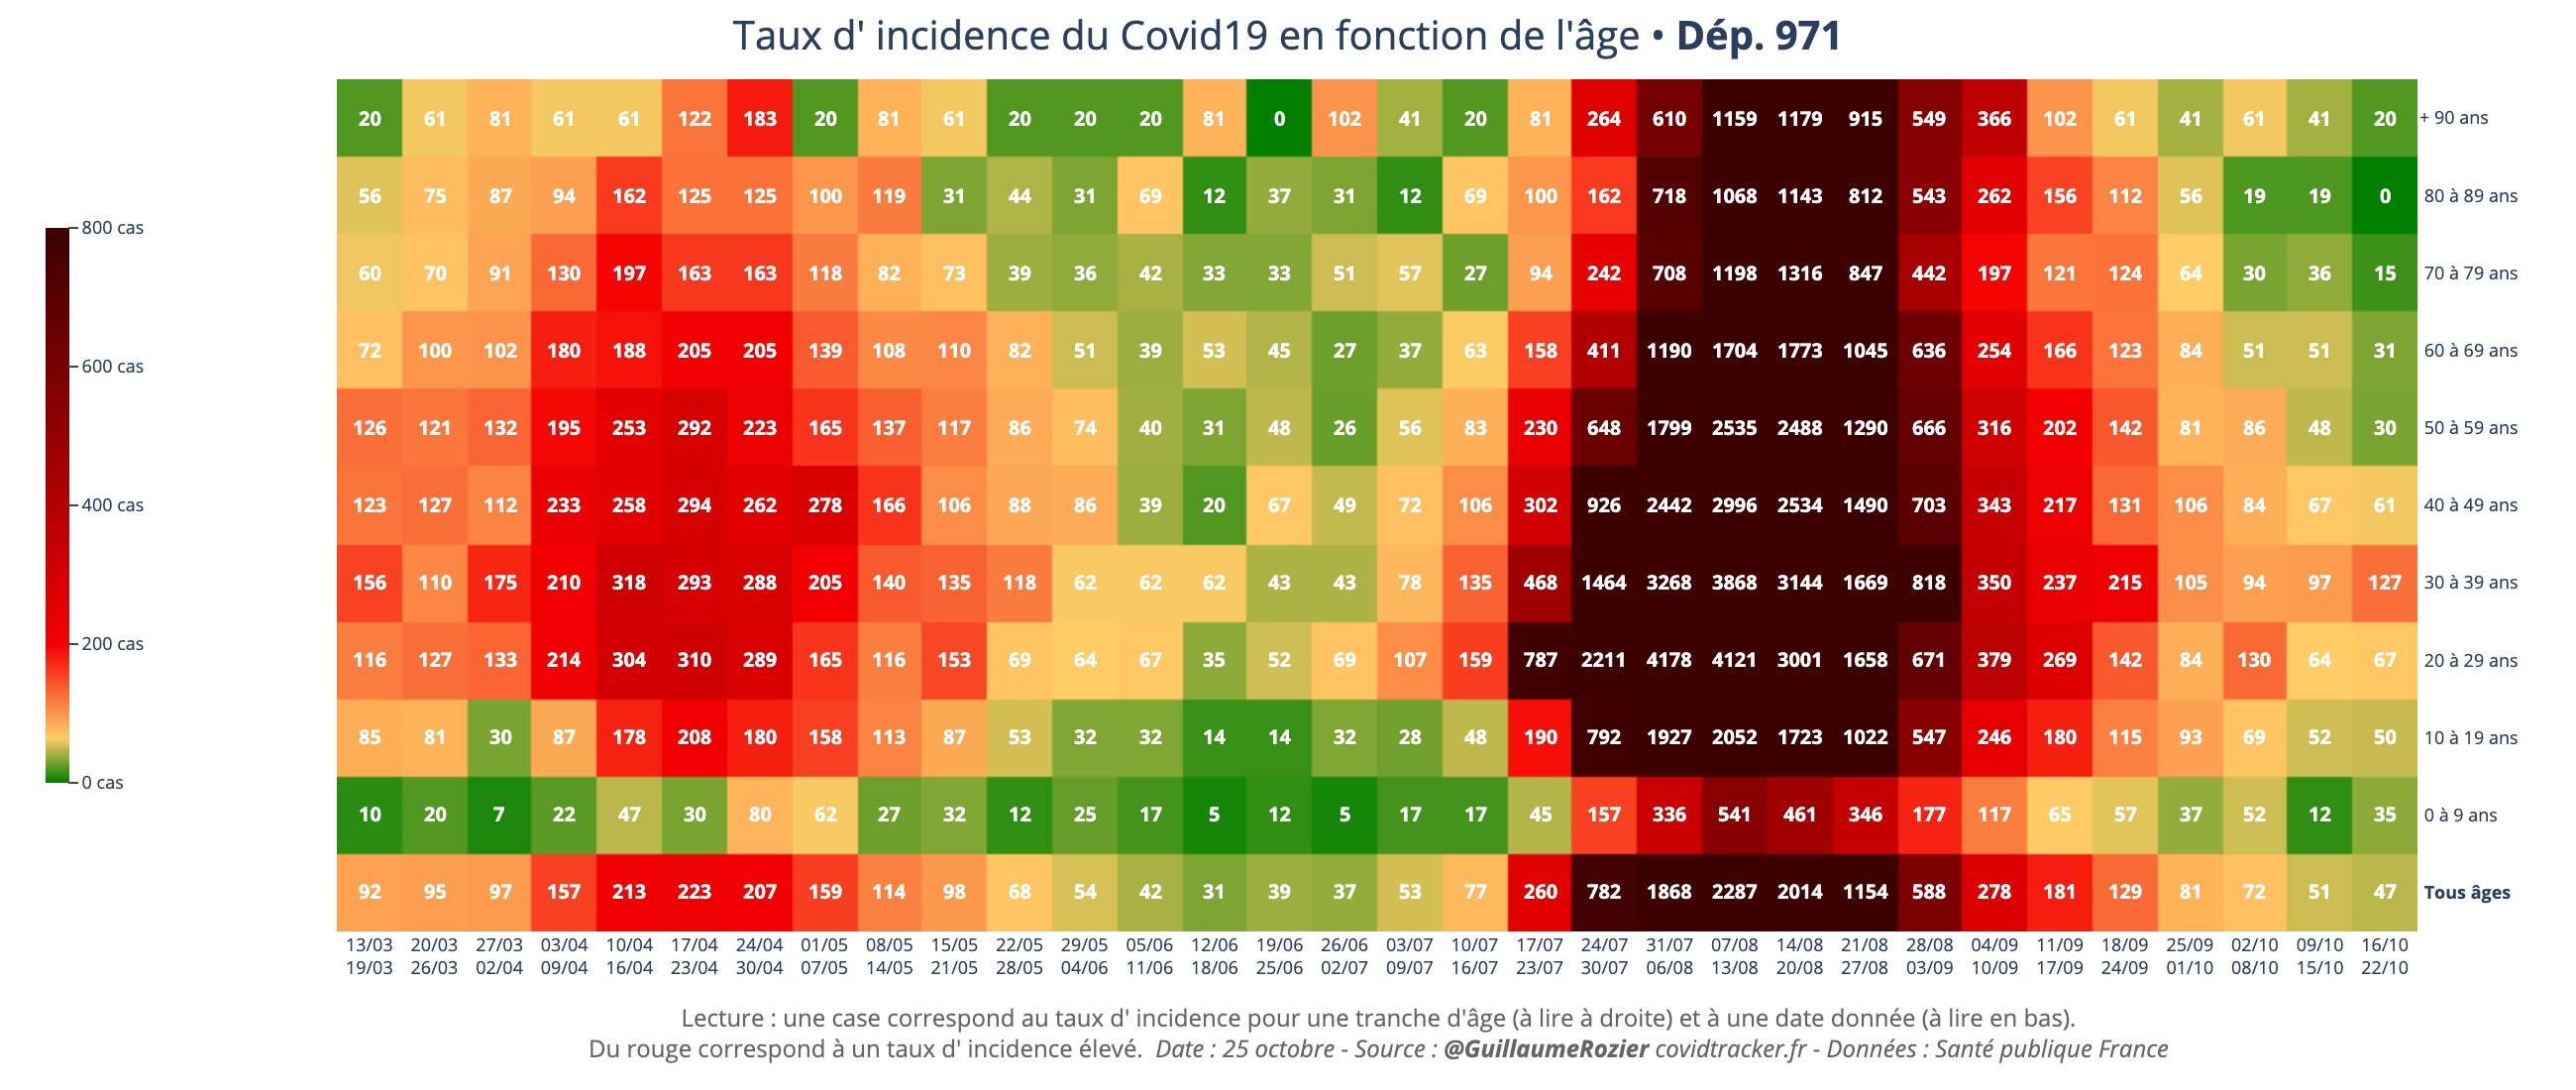 Taux d' incidence du Covid19 en fonction de l'âge • Dép. 971
20 61 81 61 61 122 183 20 81 61 20 20 20 81 0 102 41 20 81 264 610 1159 1179 915 549 366 102 61 41 61 41 20 + 90 ans
56 75 87 94 162 125 125 100 119 31 44 31 69 12 37 31 12 69 100 162 718 1068 1143 812 543 262 156 112 56 19 19 0 80 à 89 ans
800 cas
60 70 91 130 197 163 163 118 82 73 39 36 42 33 33 51 57 27 94 242 708 1198 1316 847 442 197 121 124 64 30 36 15 70 à 79 ans
72 100 102 180 188 205 205 139 108 110 82 51 39 53 45 27 37 63 158 411 1190 1704 1773 1045 636 254 166 123 84 51 51 31 60 à 69 ans
600 cas
126 121 132 195 253 292 223 165 137 117 86 74 40 31 48 26 56 83 230 648 1799 2535 2488 1290 666 316 202 142 81 86 48 30 50 à 59 ans
400 cas
123 127 112 233 258 294 262 278 166 106 88 86 39 20 67 49 72 106 302 926 2442 2996 2534 1490 703 343 217 131 106 84 67 61 40 à 49 ans
156 110 175 210 318 293 288 205 140 135 118 62 62 62 43 43 78 135 468 1464 3268 3868 3144 1669 818 350 237 215 105 94 97 127 30 à 39 ans
200 cas
116 127 133 214 304 310 289 165 116 153 69 64 67 35 52 69 107 159 787 2211 4178 4121 3001 1658 671 379 269 142 84 130 64 67 20 à 29 ans
85 81 30 87 178 208 180 158 113 87 53 32 32 14 14 32 28 48 190 792 1927 2052 1723 1022 547 246 180 115 93 69 52 50 10 à 19 ans
0 cas
10 20 7 22 47 30 80 62 27 32 12 25 17 5 12 5 17 17 45 157 336 541 461 346 177 117 65 57 37 52 12 35 0 à 9 ans
92 95 97 157 213 223 207 159 114 98 68 54 42 31 39 37 53 77 260 782 1868 2287 2014 1154 588 278 181 129 81 72 51 47 Tous âges
13/03 20/03 27/03 03/04 10/04 17/04 24/04 01/05 08/05 15/05 22/05 29/05 05/06 12/06 19/06 26/06 03/07 10/07 17/07 24/07 31/07 07/08 14/08 21/08 28/08 04/09 11/09 18/09 25/09 02/10 09/10 16/10
19/03 26/03 02/04 09/04 16/04 23/04 30/04 07/05 14/05 21/05 28/05 04/06 11/06 18/06 25/06 02/07 09/07 16/07 23/07 30/07 06/08 13/08 20/08 27/08 03/09 10/09 17/09 24/09 01/10 08/10 15/10 22/10
Lecture : une case correspond au taux d' incidence pour une tranche d'âge (à lire à droite) et à une date donnée (à lire en bas).
Du rouge correspond à un taux d' incidence élevé. Date : 25 octobre - Source : @GuillaumeRozier covidtracker.fr - Données : Santé publique France